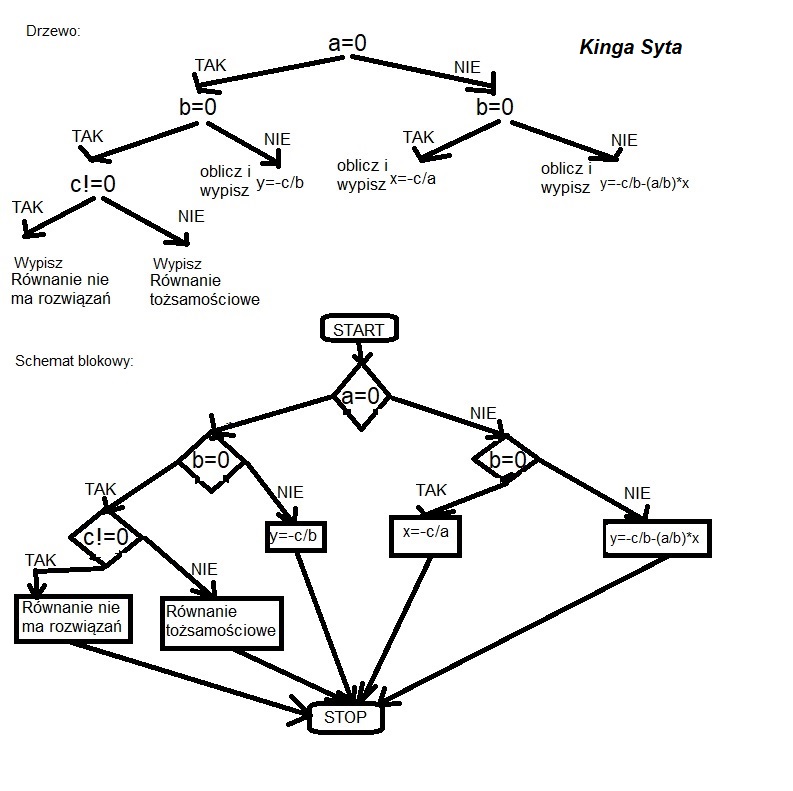 Drzewo:
Kinga Syta
a=0
TAK
NIE
b=0
b=0
TAK
NIE
TAK
NIE
c!=0
oblicz i
wypisz y=-c/b
oblicz i
wypisz x=-c/a
oblicz i
wypisz y=-c/b-(a/b)*x
TAK
NIE
Wypisz
Równanie nie
ma rozwiązań
Wypisz
Równanie
tożsamościowe
START
Schemat blokowy:
a=0
NIE
b=0
b=0
TAK
NIE
TAK
NIE
c!=0
y=-c/b
x=-c/a
y=-c/b-(a/b)*x
TAK
NIE
Równanie nie
ma rozwiązań
Równanie
tożsamościowe
STOP